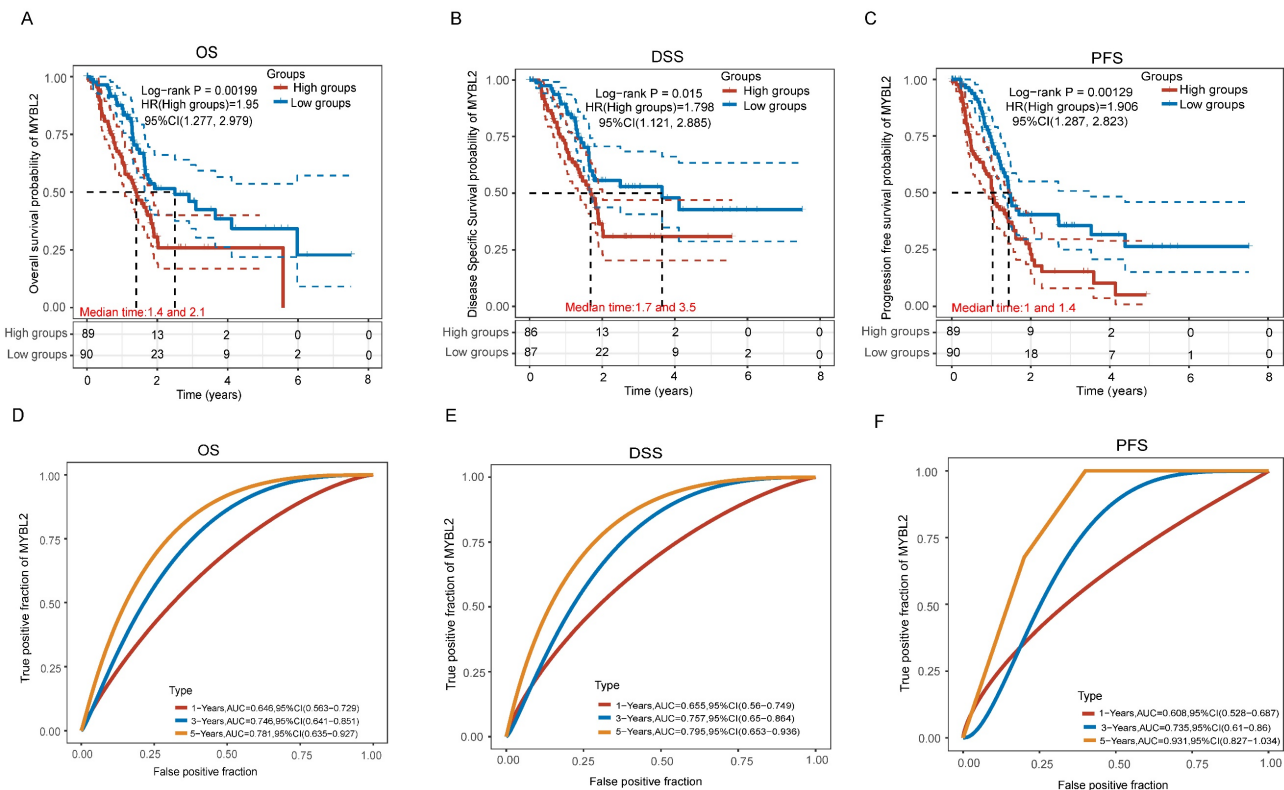 A
OS
Overall survival probability of MYBL2
1.00
0.75
0.50
0.25
0.00
Log−rank P = 0.00199
HR(High groups)=1.95
95%CI(1.277, 2.979)
Groups
High groups
Low groups
Median time:1.4 and 2.1
High groups 89 13 2 0 0
Low groups 90 23 9 2 0
0 2 4 6 8
Time (years)
B
DSS
Disease Specific Survival probability of MYBL2
1.00
0.75
0.50
0.25
0.00
Log−rank P = 0.015
HR(High groups)=1.798
95%CI(1.121, 2.885)
Groups
High groups
Low groups
Median time:1.7 and 3.5
High groups 86 13 2 0 0
Low groups 87 22 9 2 0
0 2 4 6 8
Time (years)
C
PFS
Progression free survival probability of MYBL2
1.00
0.75
0.50
0.25
0.00
Log−rank P = 0.00129
HR(High groups)=1.906
95%CI(1.287, 2.823)
Groups
High groups
Low groups
Median time:1 and 1.4
High groups 89 9 2 0 0
Low groups 90 18 7 1 0
0 2 4 6 8
Time (years)
D
OS
True positive fraction of MYBL2
1.00
0.75
0.50
0.25
0.00
Type
1−Years,AUC=0.646,95%CI(0.563−0.729)
3−Years,AUC=0.746,95%CI(0.641−0.851)
5−Years,AUC=0.781,95%CI(0.635−0.927)
0.00 0.25 0.50 0.75 1.00
False positive fraction
E
DSS
True positive fraction of MYBL2
1.00
0.75
0.50
0.25
0.00
Type
1−Years,AUC=0.655,95%CI(0.56−0.749)
3−Years,AUC=0.757,95%CI(0.65−0.864)
5−Years,AUC=0.795,95%CI(0.653−0.936)
0.00 0.25 0.50 0.75 1.00
False positive fraction
F
PFS
True positive fraction of MYBL2
1.00
0.75
0.50
0.25
0.00
Type
1−Years,AUC=0.608,95%CI(0.528−0.687)
3−Years,AUC=0.735,95%CI(0.61−0.86)
5−Years,AUC=0.931,95%CI(0.827−1.034)
0.00 0.25 0.50 0.75 1.00
False positive fraction